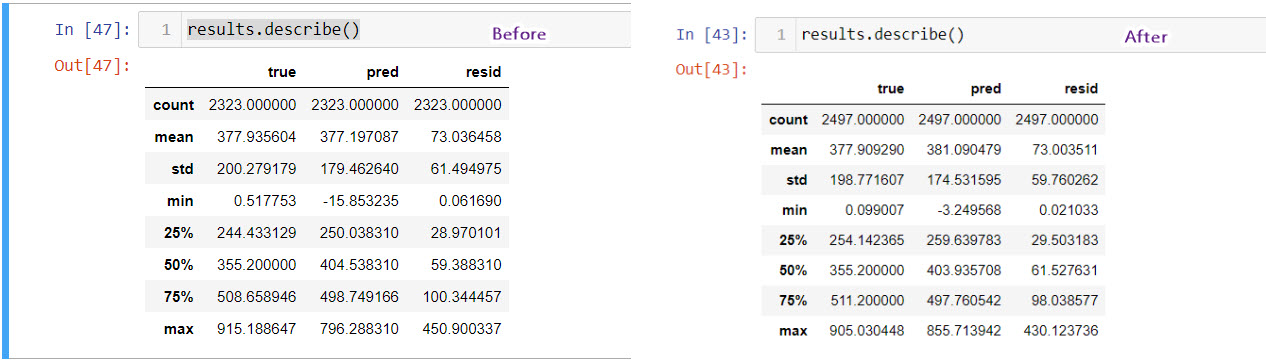 In [47]: 1 results.describe() Before
Out[47]:
true pred resid
count 2323.000000 2323.000000 2323.000000
mean 377.935604 377.197087 73.036458
std 200.279179 179.462640 61.494975
min 0.517753 -15.853235 0.061690
25% 244.433129 250.038310 28.970101
50% 355.200000 404.538310 59.388310
75% 508.658946 498.749166 100.344457
max 915.188647 796.288310 450.900337
In [43]: 1 results.describe() After
Out[43]:
true pred resid
count 2497.000000 2497.000000 2497.000000
mean 377.909290 381.090479 73.003511
std 198.771607 174.531595 59.760262
min 0.099007 -3.249568 0.021033
25% 254.142365 259.639783 29.503183
50% 355.200000 403.935708 61.527631
75% 511.200000 497.760542 98.038577
max 905.030448 855.713942 430.123736